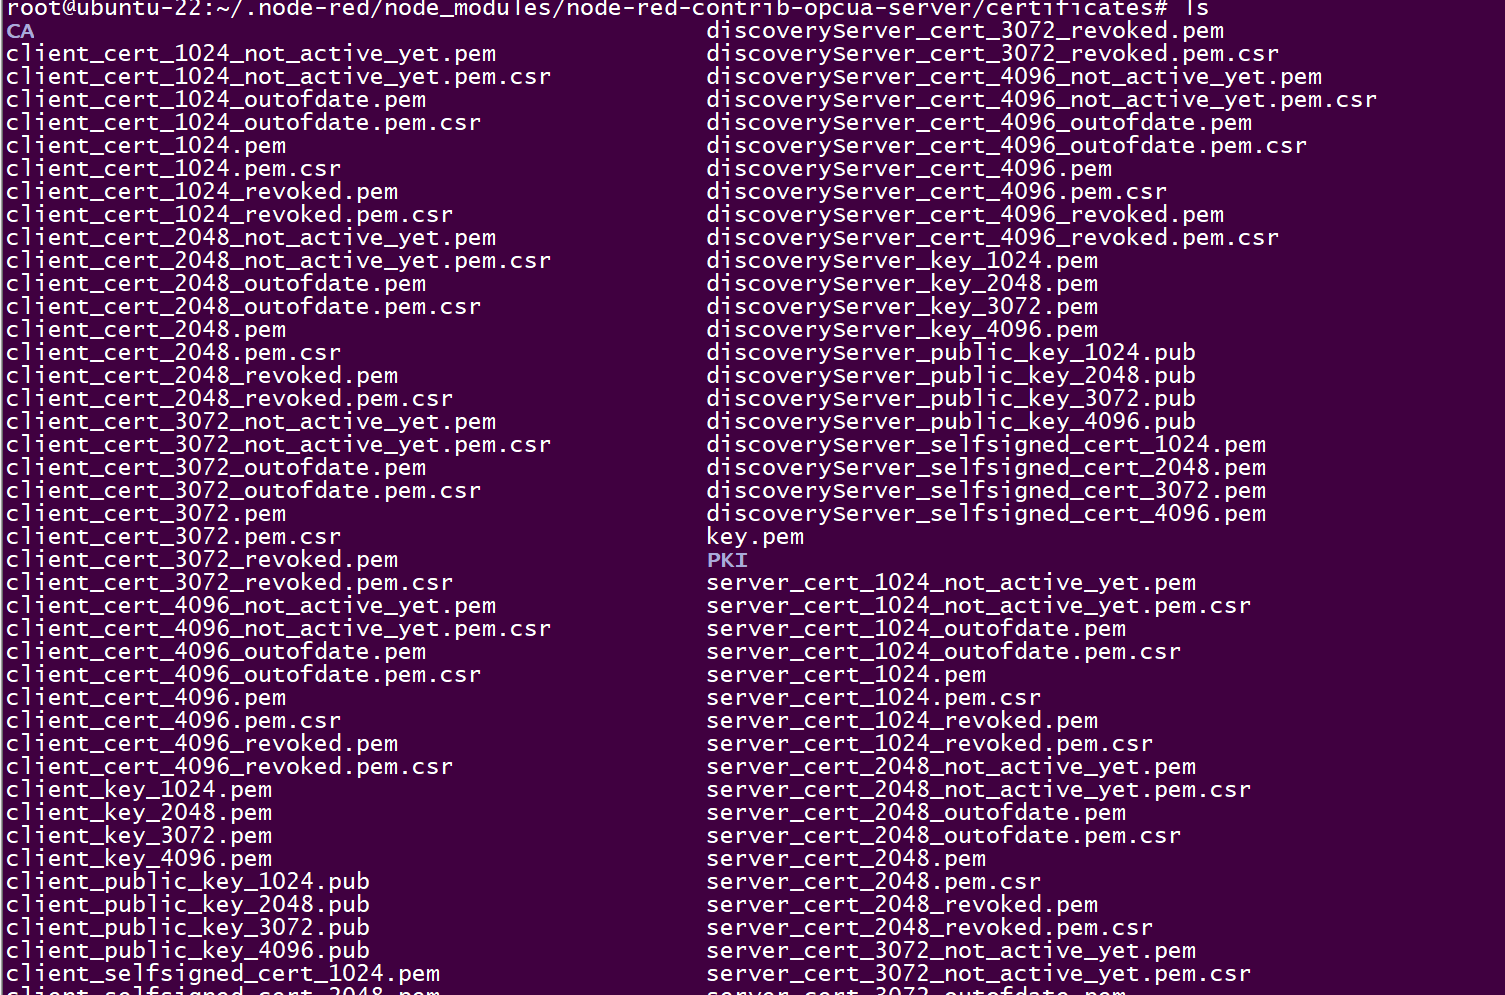 root@ubuntu-22:~/.node-red/node_modules/node-red-contrib-opcua-server/certificates# ls
CA discoveryServer_cert_3072_revoked.pem
client_cert_1024_not_active_yet.pem discoveryServer_cert_3072_revoked.pem.csr
client_cert_1024_not_active_yet.pem.csr discoveryServer_cert_4096_not_active_yet.pem
client_cert_1024_outofdate.pem discoveryServer_cert_4096_not_active_yet.pem.csr
client_cert_1024_outofdate.pem.csr discoveryServer_cert_4096_outofdate.pem
client_cert_1024.pem discoveryServer_cert_4096_outofdate.pem.csr
client_cert_1024.pem.csr discoveryServer_cert_4096.pem
client_cert_1024_revoked.pem discoveryServer_cert_4096.pem.csr
client_cert_1024_revoked.pem.csr discoveryServer_cert_4096_revoked.pem
client_cert_2048_not_active_yet.pem discoveryServer_cert_4096_revoked.pem.csr
client_cert_2048_not_active_yet.pem.csr discoveryServer_key_1024.pem
client_cert_2048_outofdate.pem discoveryServer_key_2048.pem
client_cert_2048_outofdate.pem.csr discoveryServer_key_3072.pem
client_cert_2048.pem discoveryServer_key_4096.pem
client_cert_2048.pem.csr discoveryServer_public_key_1024.pub
client_cert_2048_revoked.pem discoveryServer_public_key_2048.pub
client_cert_2048_revoked.pem.csr discoveryServer_public_key_3072.pub
client_cert_3072_not_active_yet.pem discoveryServer_public_key_4096.pub
client_cert_3072_not_active_yet.pem.csr discoveryServer_selfsigned_cert_1024.pem
client_cert_3072_outofdate.pem discoveryServer_selfsigned_cert_2048.pem
client_cert_3072_outofdate.pem.csr discoveryServer_selfsigned_cert_3072.pem
client_cert_3072.pem discoveryServer_selfsigned_cert_4096.pem
client_cert_3072.pem.csr key.pem
client_cert_3072_revoked.pem PKI
client_cert_3072_revoked.pem.csr server_cert_1024_not_active_yet.pem
client_cert_4096_not_active_yet.pem server_cert_1024_not_active_yet.pem.csr
client_cert_4096_not_active_yet.pem.csr server_cert_1024_outofdate.pem
client_cert_4096_outofdate.pem server_cert_1024_outofdate.pem.csr
client_cert_4096_outofdate.pem.csr server_cert_1024.pem
client_cert_4096.pem server_cert_1024.pem.csr
client_cert_4096.pem.csr server_cert_1024_revoked.pem
client_cert_4096_revoked.pem server_cert_1024_revoked.pem.csr
client_cert_4096_revoked.pem.csr server_cert_2048_not_active_yet.pem
client_key_1024.pem server_cert_2048_not_active_yet.pem.csr
client_key_2048.pem server_cert_2048_outofdate.pem
client_key_3072.pem server_cert_2048_outofdate.pem.csr
client_key_4096.pem server_cert_2048.pem
client_public_key_1024.pub server_cert_2048.pem.csr
client_public_key_2048.pub server_cert_2048_revoked.pem
client_public_key_3072.pub server_cert_2048_revoked.pem.csr
client_public_key_4096.pub server_cert_3072_not_active_yet.pem
client_selfsigned_cert_1024.pem server_cert_3072_not_active_yet.pem.csr
client_selfsigned_cert_2048.pem server_cert_3072_outofdate.pem